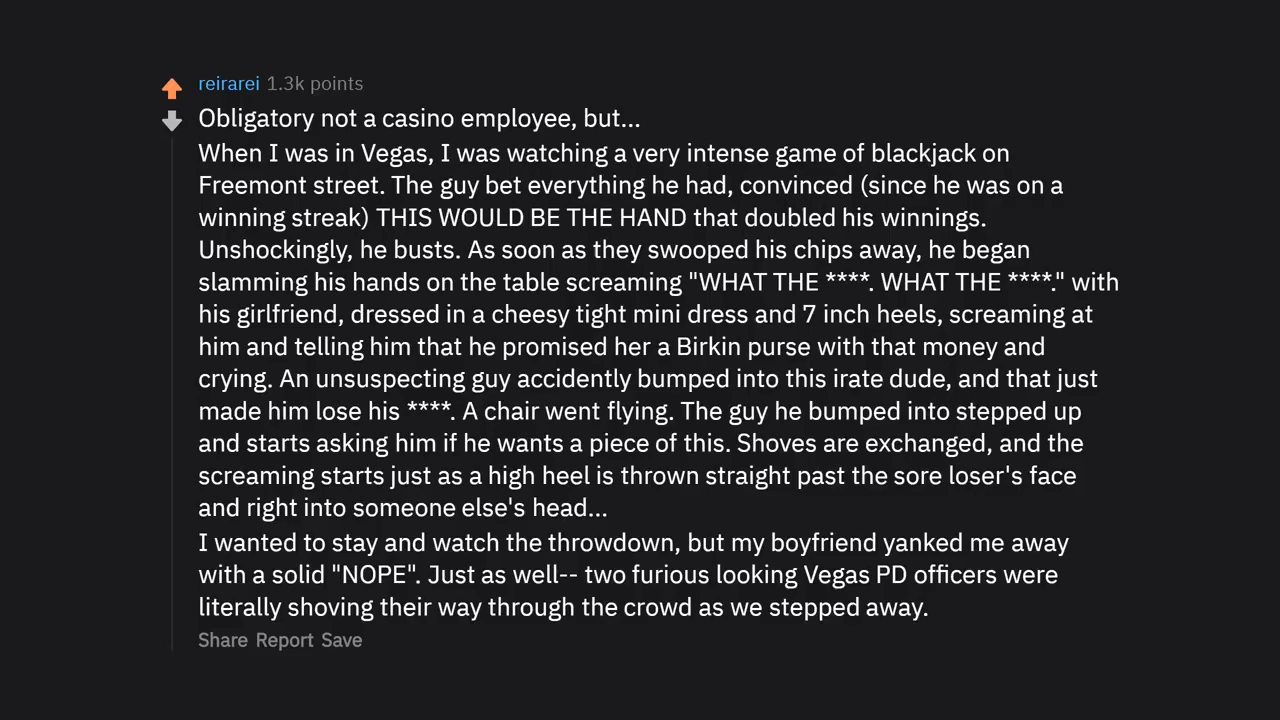 reirarei 1.3k points
Obligatory not a casino employee, but...
When I was in Vegas, I was watching a very intense game of blackjack on
Freemont street. The guy bet everything he had, convinced (since he was on a
winning streak) THIS WOULD BE THE HAND that doubled his winnings.
Unshockingly, he busts. As soon as they swooped his chips away, he began
slamming his hands on the table screaming "WHAT THE ****. WHAT THE ****." with
his girlfriend, dressed in a cheesy tight mini dress and 7 inch heels, screaming at
him and telling him that he promised her a Birkin purse with that money and
crying. An unsuspecting guy accidently bumped into this irate dude, and that just
made him lose his ****. A chair went flying. The guy he bumped into stepped up
and starts asking him if he wants a piece of this. Shoves are exchanged, and the
screaming starts just as a high heel is thrown straight past the sore loser's face
and right into someone else's head...
I wanted to stay and watch the throwdown, but my boyfriend yanked me away
with a solid "NOPE". Just as well-- two furious looking Vegas PD officers were
literally shoving their way through the crowd as we stepped away.
Share Report Save